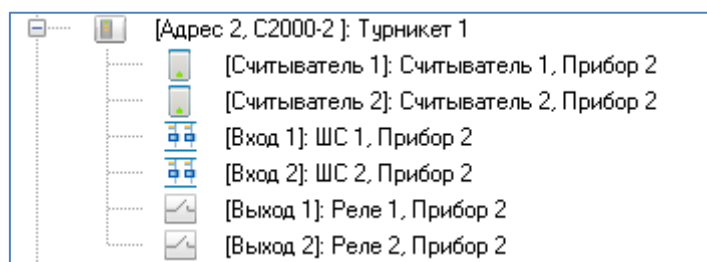 [Адрес 2, С2000-2 ]: Турникет 1
[Считыватель 1]: Считыватель 1, Прибор 2
[Считыватель 2]: Считыватель 2, Прибор 2
[Вход 1]: ШС 1, Прибор 2
[Вход 2]: ШС 2, Прибор 2
[Выход 1]: Реле 1, Прибор 2
[Выход 2]: Реле 2, Прибор 2